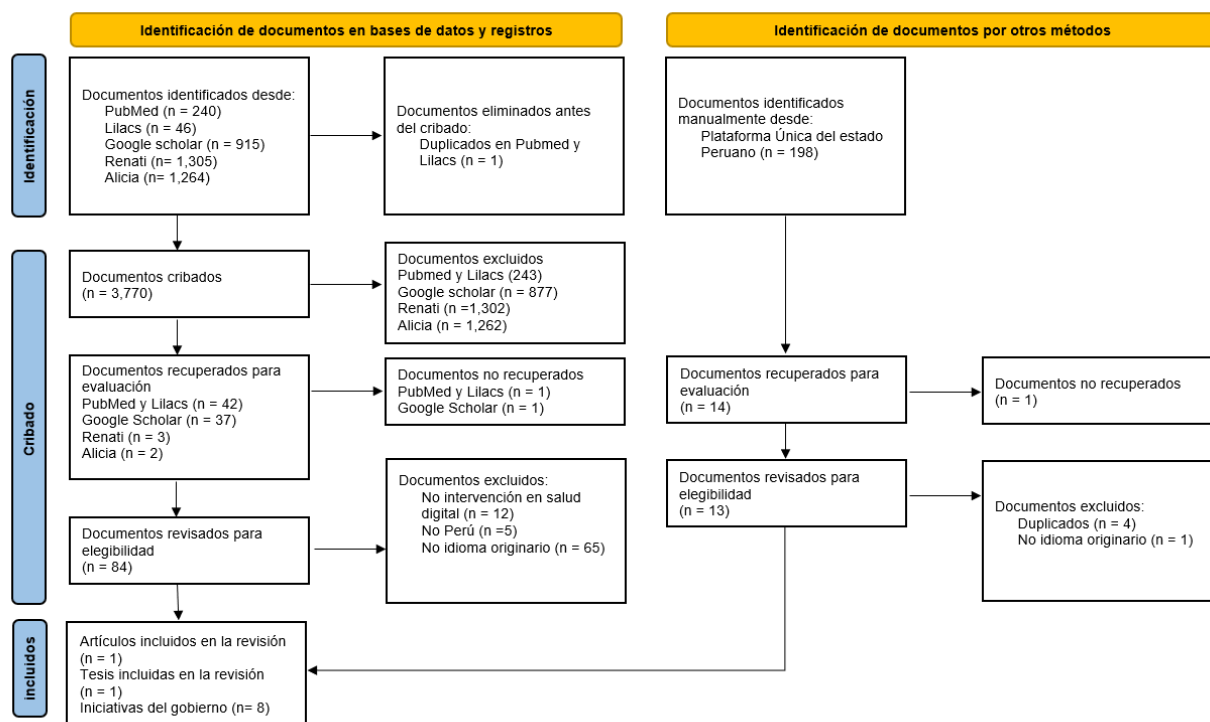 Identificación de documentos en bases de datos y registros
Identificación de documentos por otros métodos
Identificación
Documentos identificados desde:
PubMed (n = 240)
Lilacs (n = 46)
Google scholar (n = 915)
Renati (n= 1,305)
Alicia (n= 1,264)
Documentos eliminados antes
del cribado:
Duplicados en Pubmed y
Lilacs (n = 1)
Documentos identificados
manualmente desde:
Plataforma Única del estado
Peruano (n = 198)
Cribado
Documentos cribados
(n = 3,770)
Documentos excluidos
Pubmed y Lilacs (243)
Google scholar (n = 877)
Renati (n =1,302)
Alicia (n = 1,262)
Documentos recuperados para
evaluación
PubMed y Lilacs (n = 42)
Google Scholar (n = 37)
Renati (n = 3)
Alicia (n = 2)
Documentos no recuperados
PubMed y Lilacs (n = 1)
Google Scholar (n = 1)
Documentos recuperados para
evaluación
(n = 14)
Documentos no recuperados
(n = 1)
Documentos revisados para
elegibilidad
(n = 84)
Documentos excluidos:
No intervención en salud
digital (n = 12)
No Perú (n =5)
No idioma originario (n = 65)
Documentos revisados para
elegibilidad
(n = 13)
Documentos excluidos:
Duplicados (n = 4)
No idioma originario (n = 1)
incluidos
Artículos incluidos en la revisión
(n = 1)
Tesis incluidas en la revisión
(n = 1)
Iniciativas del gobierno (n= 8)